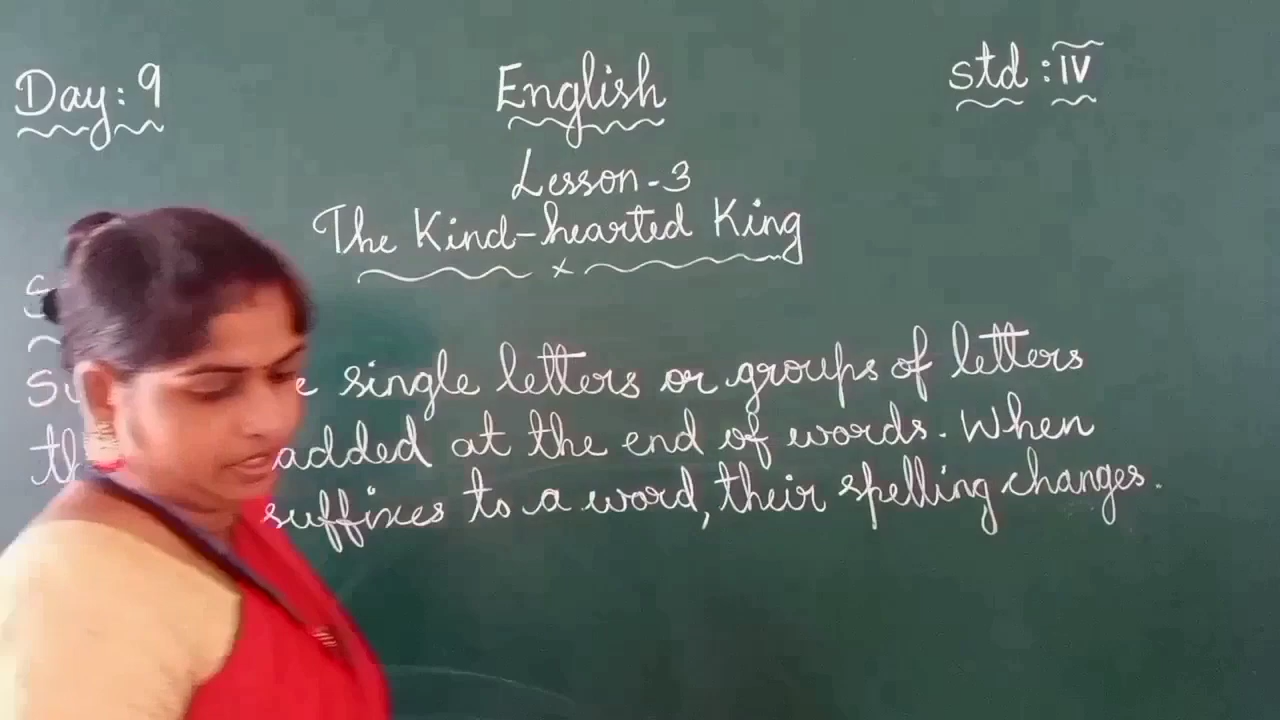 Day: 9
English
std: IV
Lesson-3
The Kind-hearted King
single letters or groups of letters
added at the end of words. When
suffixes to a word, their spelling changes.